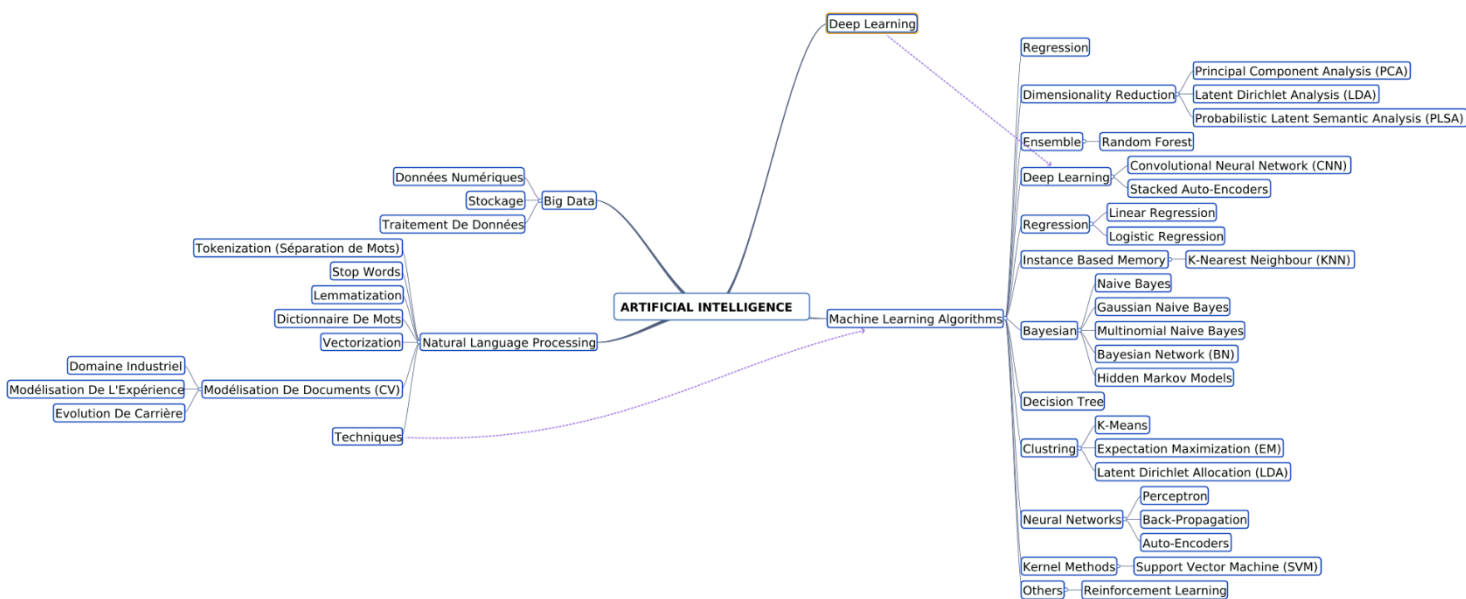 ARTIFICIAL INTELLIGENCE
Deep Learning
Machine Learning Algorithms
Regression
Dimensionality Reduction
Principal Component Analysis (PCA)
Latent Dirichlet Analysis (LDA)
Probabilistic Latent Semantic Analysis (PLSA)
Ensemble
Random Forest
Deep Learning
Convolutional Neural Network (CNN)
Stacked Auto-Encoders
Regression
Linear Regression
Logistic Regression
Instance Based Memory
K-Nearest Neighbour (KNN)
Bayesian
Naive Bayes
Gaussian Naive Bayes
Multinomial Naive Bayes
Bayesian Network (BN)
Hidden Markov Models
Decision Tree
Clustring
K-Means
Expectation Maximization (EM)
Latent Dirichlet Allocation (LDA)
Neural Networks
Perceptron
Back-Propagation
Auto-Encoders
Kernel Methods
Support Vector Machine (SVM)
Others
Reinforcement Learning
Big Data
Données Numériques
Stockage
Traitement De Données
Natural Language Processing
Tokenization (Séparation de Mots)
Stop Words
Lemmatization
Dictionnaire De Mots
Vectorization
Modélisation De Documents (CV)
Domaine Industriel
Modélisation De L'Expérience
Evolution De Carrière
Techniques